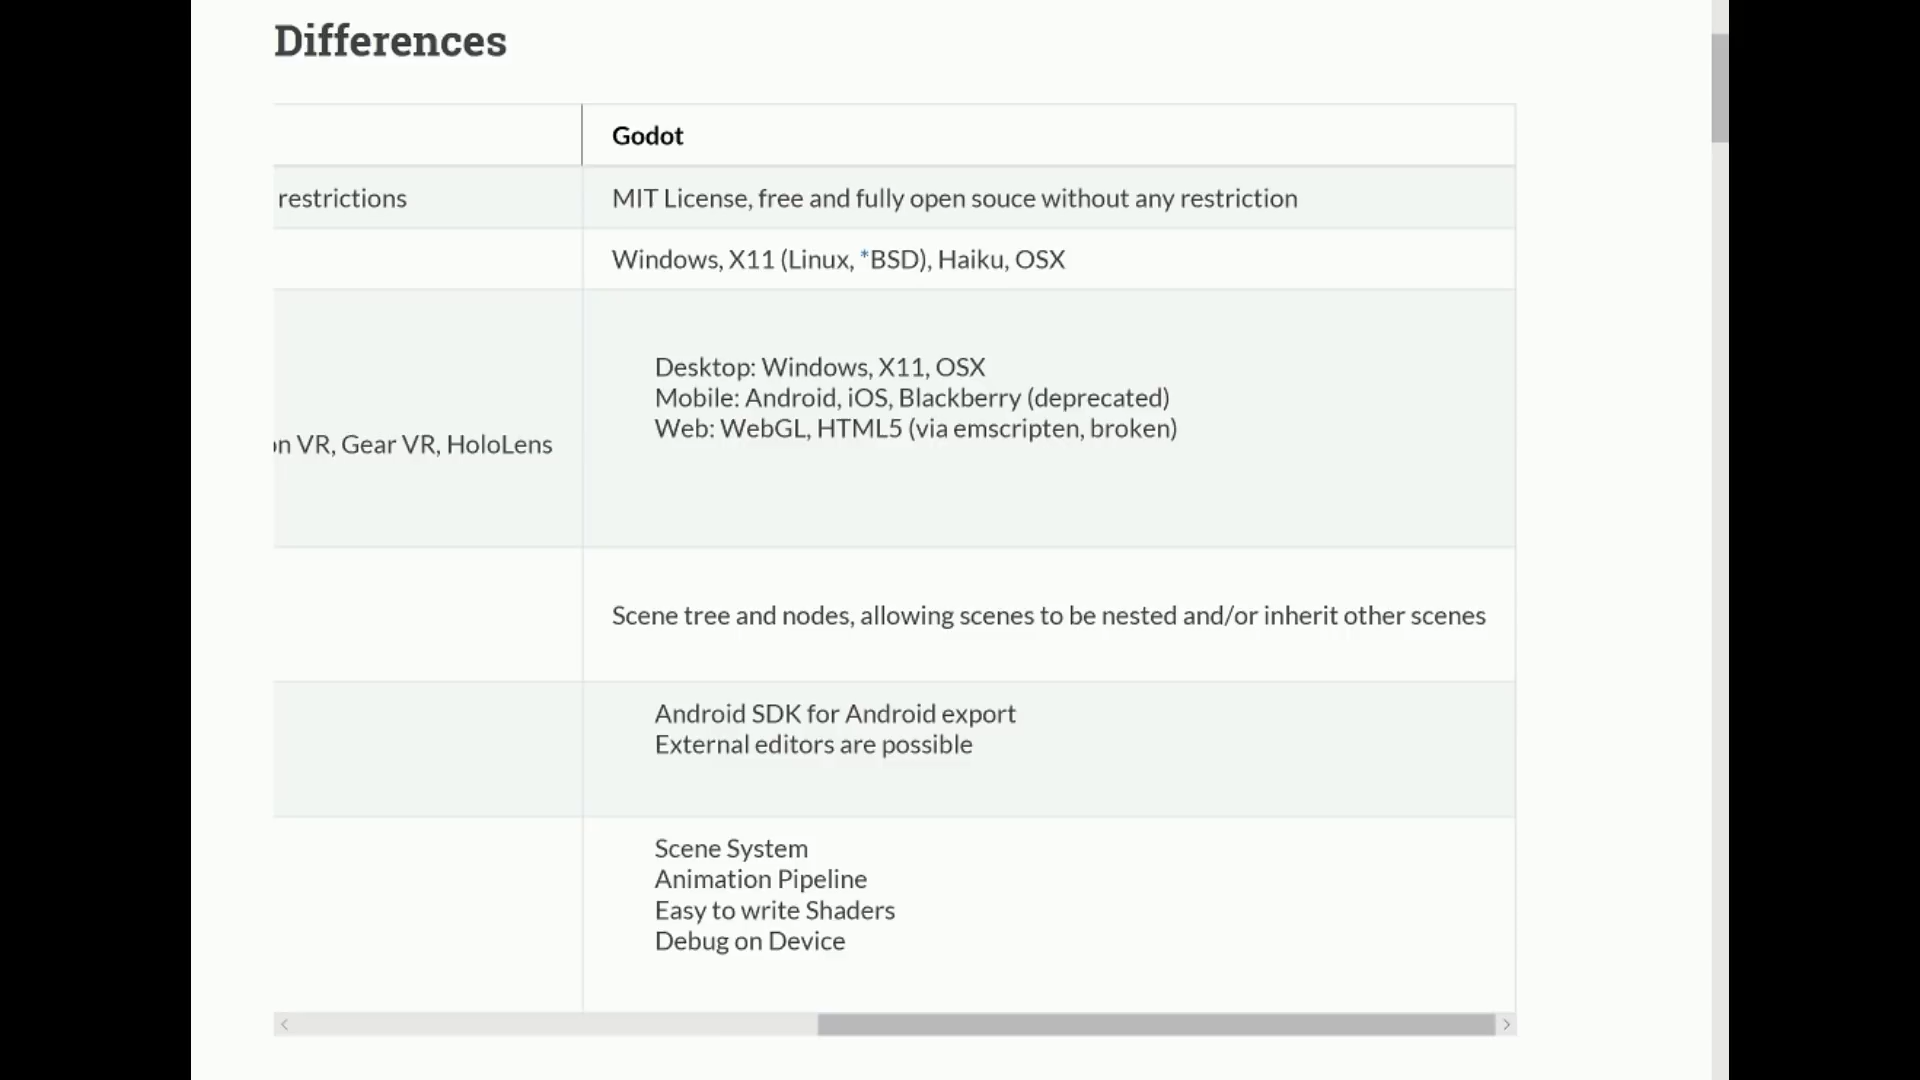 Differences
Godot
restrictions
MIT License, free and fully open souce without any restriction
Windows, X11 (Linux, *BSD), Haiku, OSX
Desktop: Windows, X11, OSX
Mobile: Android, iOS, Blackberry (deprecated)
Web: WebGL, HTML5 (via emscripten, broken)
on VR, Gear VR, HoloLens
Scene tree and nodes, allowing scenes to be nested and/or inherit other scenes
Android SDK for Android export
External editors are possible
Scene System
Animation Pipeline
Easy to write Shaders
Debug on Device